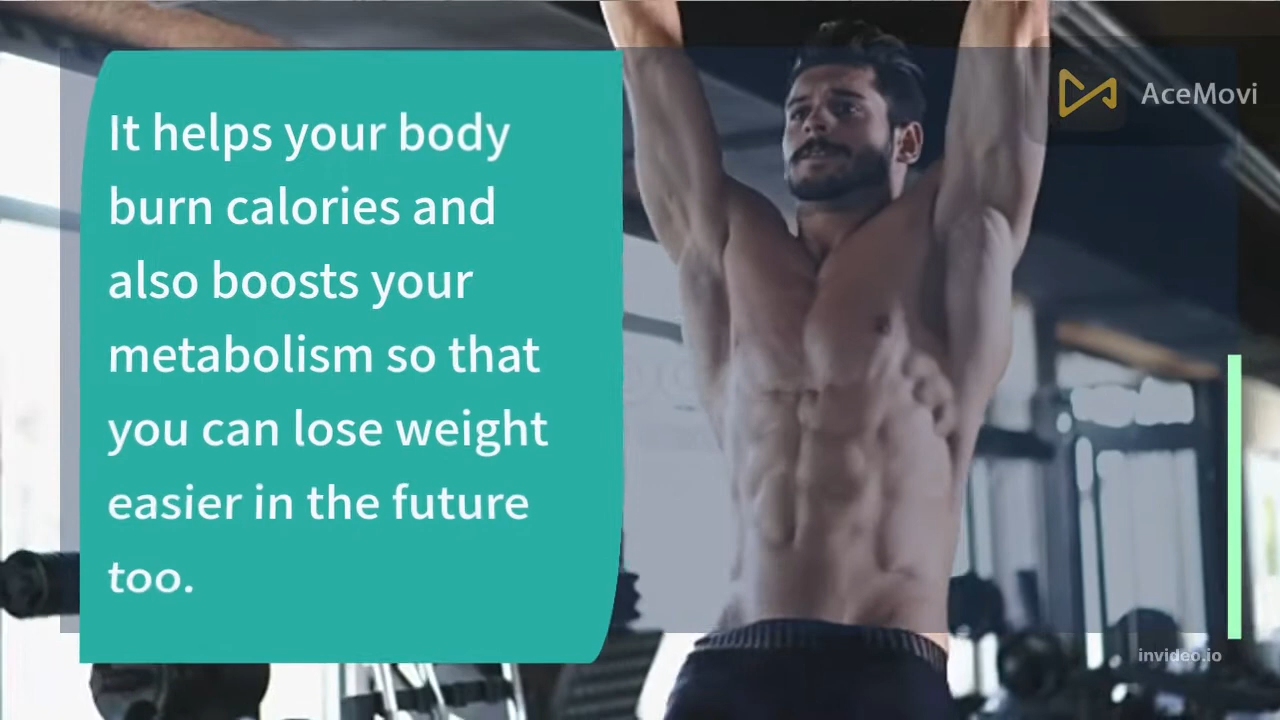 It helps your body
burn calories and
also boosts your
metabolism so that
you can lose weight
easier in the future
too.
AceMovi
invideo.io